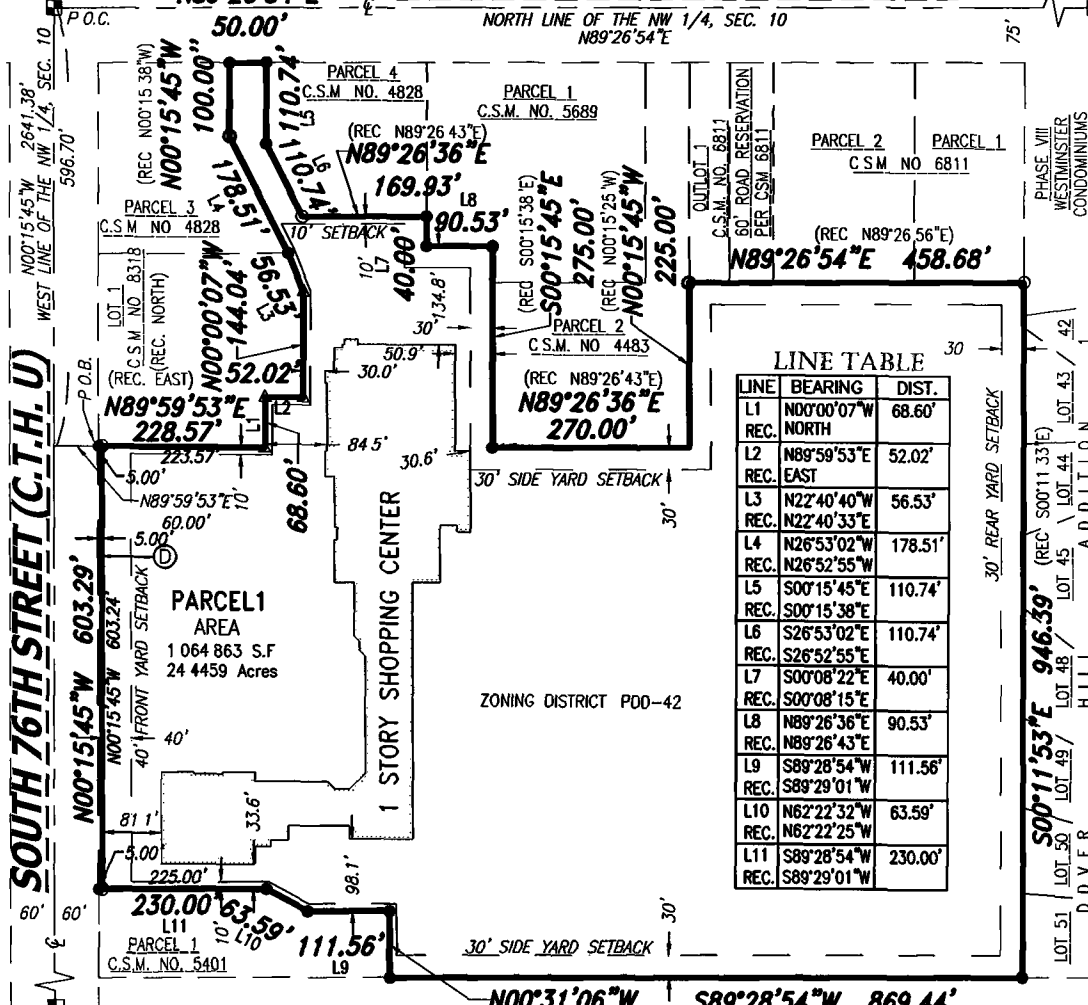 P.O.C.
50.00'
NORTH LINE OF THE NW 1/4, SEC. 10
N89°26'54"E
75'
WEST LINE OF THE NW 1/4, SEC. 10
N00°15'45"W 2641.38'
596.70'
(REC N00°15 38"W)
N00°15'45"W
100.00"
110.74'
L5
PARCEL 4
C.S.M NO. 4828
PARCEL 1
C.S.M. NO. 5689
OUTLOT 1
C.S.M. NO. 6811
60' ROAD RESERVATION
PER CSM 6811
PARCEL 2
PARCEL 1
C.S.M NO 6811
PHASE VIII
WESTMINSTER
CONDOMINIUMS
L6
110.74'
(REC N89°26 43"E)
N89°26'36"E
169.93'
178.51'
L4
PARCEL 3
C.S.M NO 4828
10' SETBACK
10'
L8
90.53'
L7
40.00'
(REC S00°15'38'E)
S00°15'45"E
275.00'
(REC N00°15'25"W)
N00°15'45"W
225.00'
(REC N89°26'56"E)
N89°26'54"E 458.68'
LOT 1
C.S.M NO 8318
(REC. NORTH)
N00°00'07"W
144.04'
56.53'
L3
134.8'
30'
PARCEL 2
C.S.M. NO 4483
50.9'
30.0'
(REC N89°26'43"E)
N89°26'36"E
270.00'
P.O.B.
(REC. EAST)
52.02'
L2
N89°59'53"E
228.57'
223.57'
L1
68.60'
84 5'
30.6'
30' SIDE YARD SETBACK
30'
5.00'
N89°59'53"E
10'
60.00'
5.00'
D
SOUTH 76TH STREET (C.T.H. U)
N00°15'45"W 603.29'
N00°15'45"W 603.24'
40' FRONT YARD SETBACK
40'
PARCEL1
AREA
1 064 863 S.F
24 4459 Acres
1 STORY SHOPPING CENTER
ZONING DISTRICT PDD-42
LINE TABLE
LINE BEARING DIST.
L1 N00°00'07"W 68.60'
REC. NORTH
L2 N89°59'53"E 52.02'
REC. EAST
L3 N22°40'40"W 56.53'
REC. N22°40'33"E
L4 N26°53'02"W 178.51'
REC. N26°52'55"W
L5 S00°15'45"E 110.74'
REC. S00°15'38"E
L6 S26°53'02"E 110.74'
REC. S26°52'55"E
L7 S00°08'22"E 40.00'
REC. S00°08'15"E
L8 N89°26'36"E 90.53'
REC. N89°26'43"E
L9 S89°28'54"W 111.56'
REC. S89°29'01"W
L10 N62°22'32"W 63.59'
REC. N62°22'25"W
L11 S89°28'54"W 230.00'
REC. S89°29'01"W
30
30' REAR YARD SETBACK
S00°11'53"E 946.39'
(REC S00°11 33"E)
42
LOT 43
LOT 44
LOT 45
LOT 48
LOT 49
LOT 50
LOT 51
ADDITION
HILL
DOVER
81 1'
33.6'
98.1'
5.00
225.00'
230.00'
L11
63.59'
L10
10'
111.56'
L9
60' 60'
PARCEL 1
C.S.M. NO. 5401
30' SIDE YARD SETBACK
30'
N00°31'06"W
S89°28'54"W 869.44'